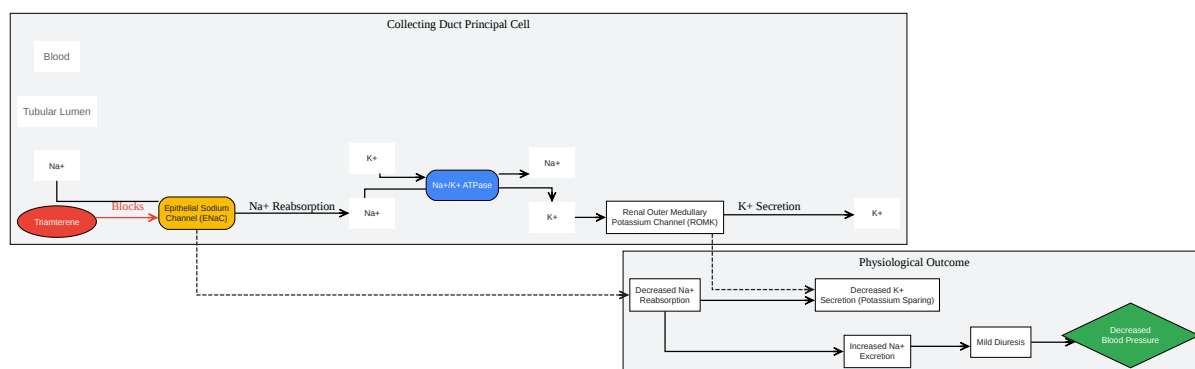 Collecting Duct Principal Cell
Blood
Tubular Lumen
Na+
K+
Na+
Na+/K+ ATPase
Triamterene
Blocks
Epithelial Sodium
Channel (ENaC)
Na+ Reabsorption
Na+
K+
Renal Outer Medullary
Potassium Channel (ROMK)
K+ Secretion
K+
Physiological Outcome
Decreased Na+
Reabsorption
Decreased K+
Secretion (Potassium Sparing)
Increased Na+
Excretion
Mild Diuresis
Decreased
Blood Pressure